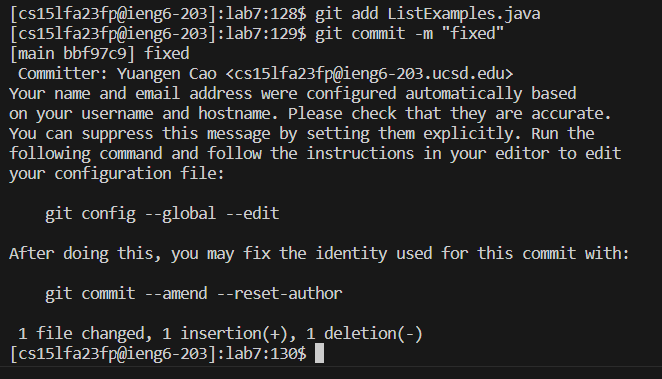 [cs15lfa23fp@ieng6-203]:lab7:128$ git add ListExamples.java
[cs15lfa23fp@ieng6-203]:lab7:129$ git commit -m "fixed"
[main bbf97c9] fixed
 Committer: Yuangen Cao <cs15lfa23fp@ieng6-203.ucsd.edu>
Your name and email address were configured automatically based
on your username and hostname. Please check that they are accurate.
You can suppress this message by setting them explicitly. Run the
following command and follow the instructions in your editor to edit
your configuration file:

    git config --global --edit

After doing this, you may fix the identity used for this commit with:

    git commit --amend --reset-author

 1 file changed, 1 insertion(+), 1 deletion(-)
[cs15lfa23fp@ieng6-203]:lab7:130$